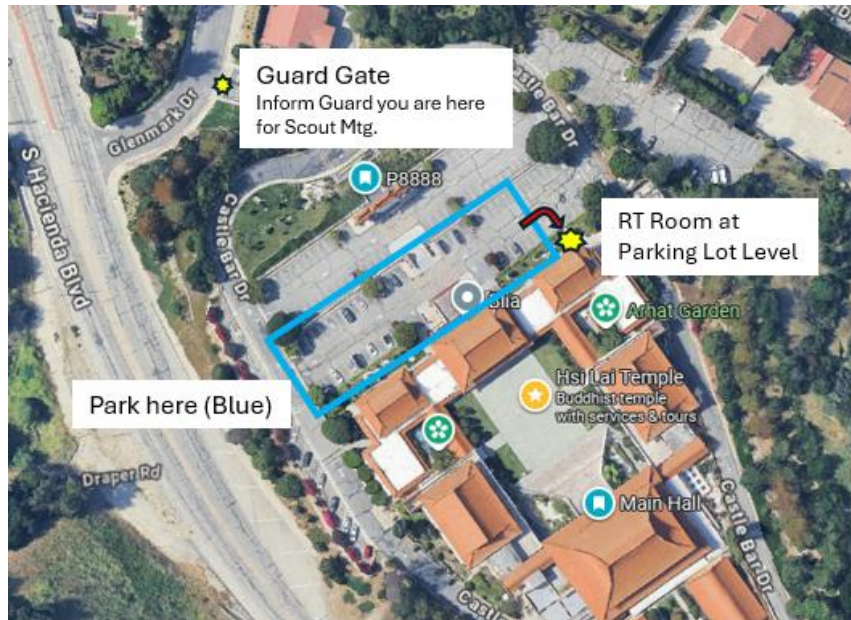 Guard Gate
Inform Guard you are here
for Scout Mtg.
Castle Bar Dr
Glenmark Dr
S Hacienda Blvd
P8888
Castle Bar Dr
RT Room at
Parking Lot Level
Blia
Arhat Garden
Hsi Lai Temple
Buddhist temple
with services & tours
Park here (Blue)
Draper Rd
Main Hall
Castle Bar Dr